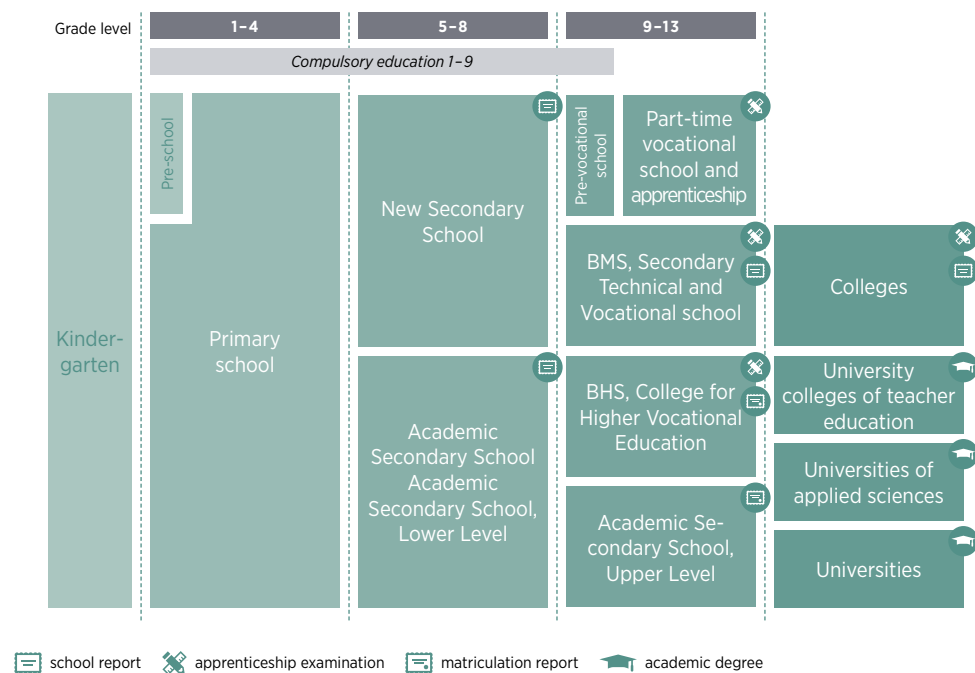 Grade level
1–4
5–8
9–13
Compulsory education 1–9
Kinder-
garten
Pre-school
Primary
school
New Secondary
School
Academic
Secondary School
Academic
Secondary School,
Lower Level
Pre-vocational
school
Part-time
vocational
school and
apprenticeship
BMS, Secondary
Technical and
Vocational school
BHS, College for
Higher Vocational
Education
Academic Se-
condary School,
Upper Level
Colleges
University
colleges of teacher
education
Universities of
applied sciences
Universities
school report
apprenticeship examination
matriculation report
academic degree